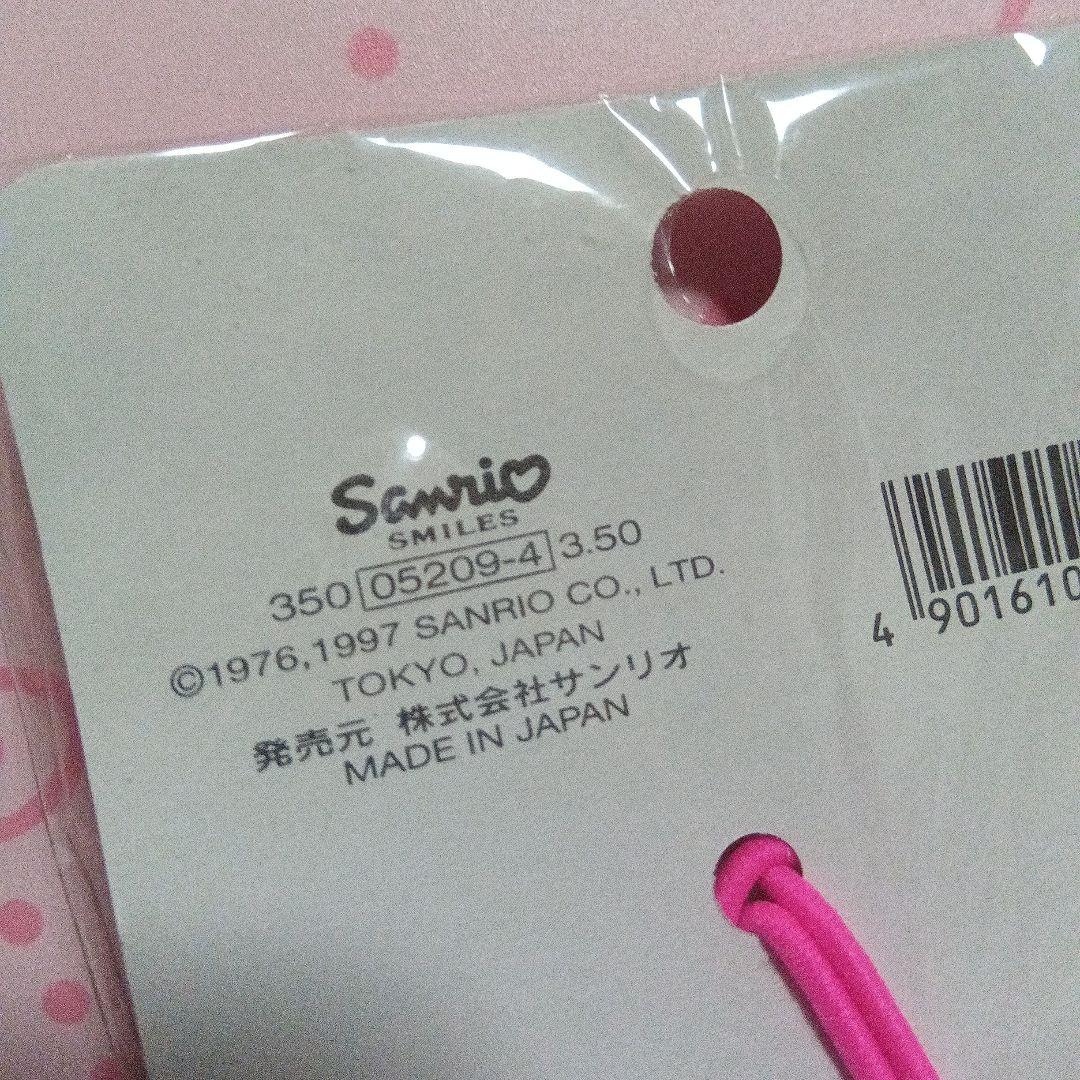 Sanrio
SMILES
350 05209-4 3.50
©1976,1997 SANRIO CO., LTD.
TOKYO, JAPAN
発売元 株式会社サンリオ
MADE IN JAPAN
4 901610